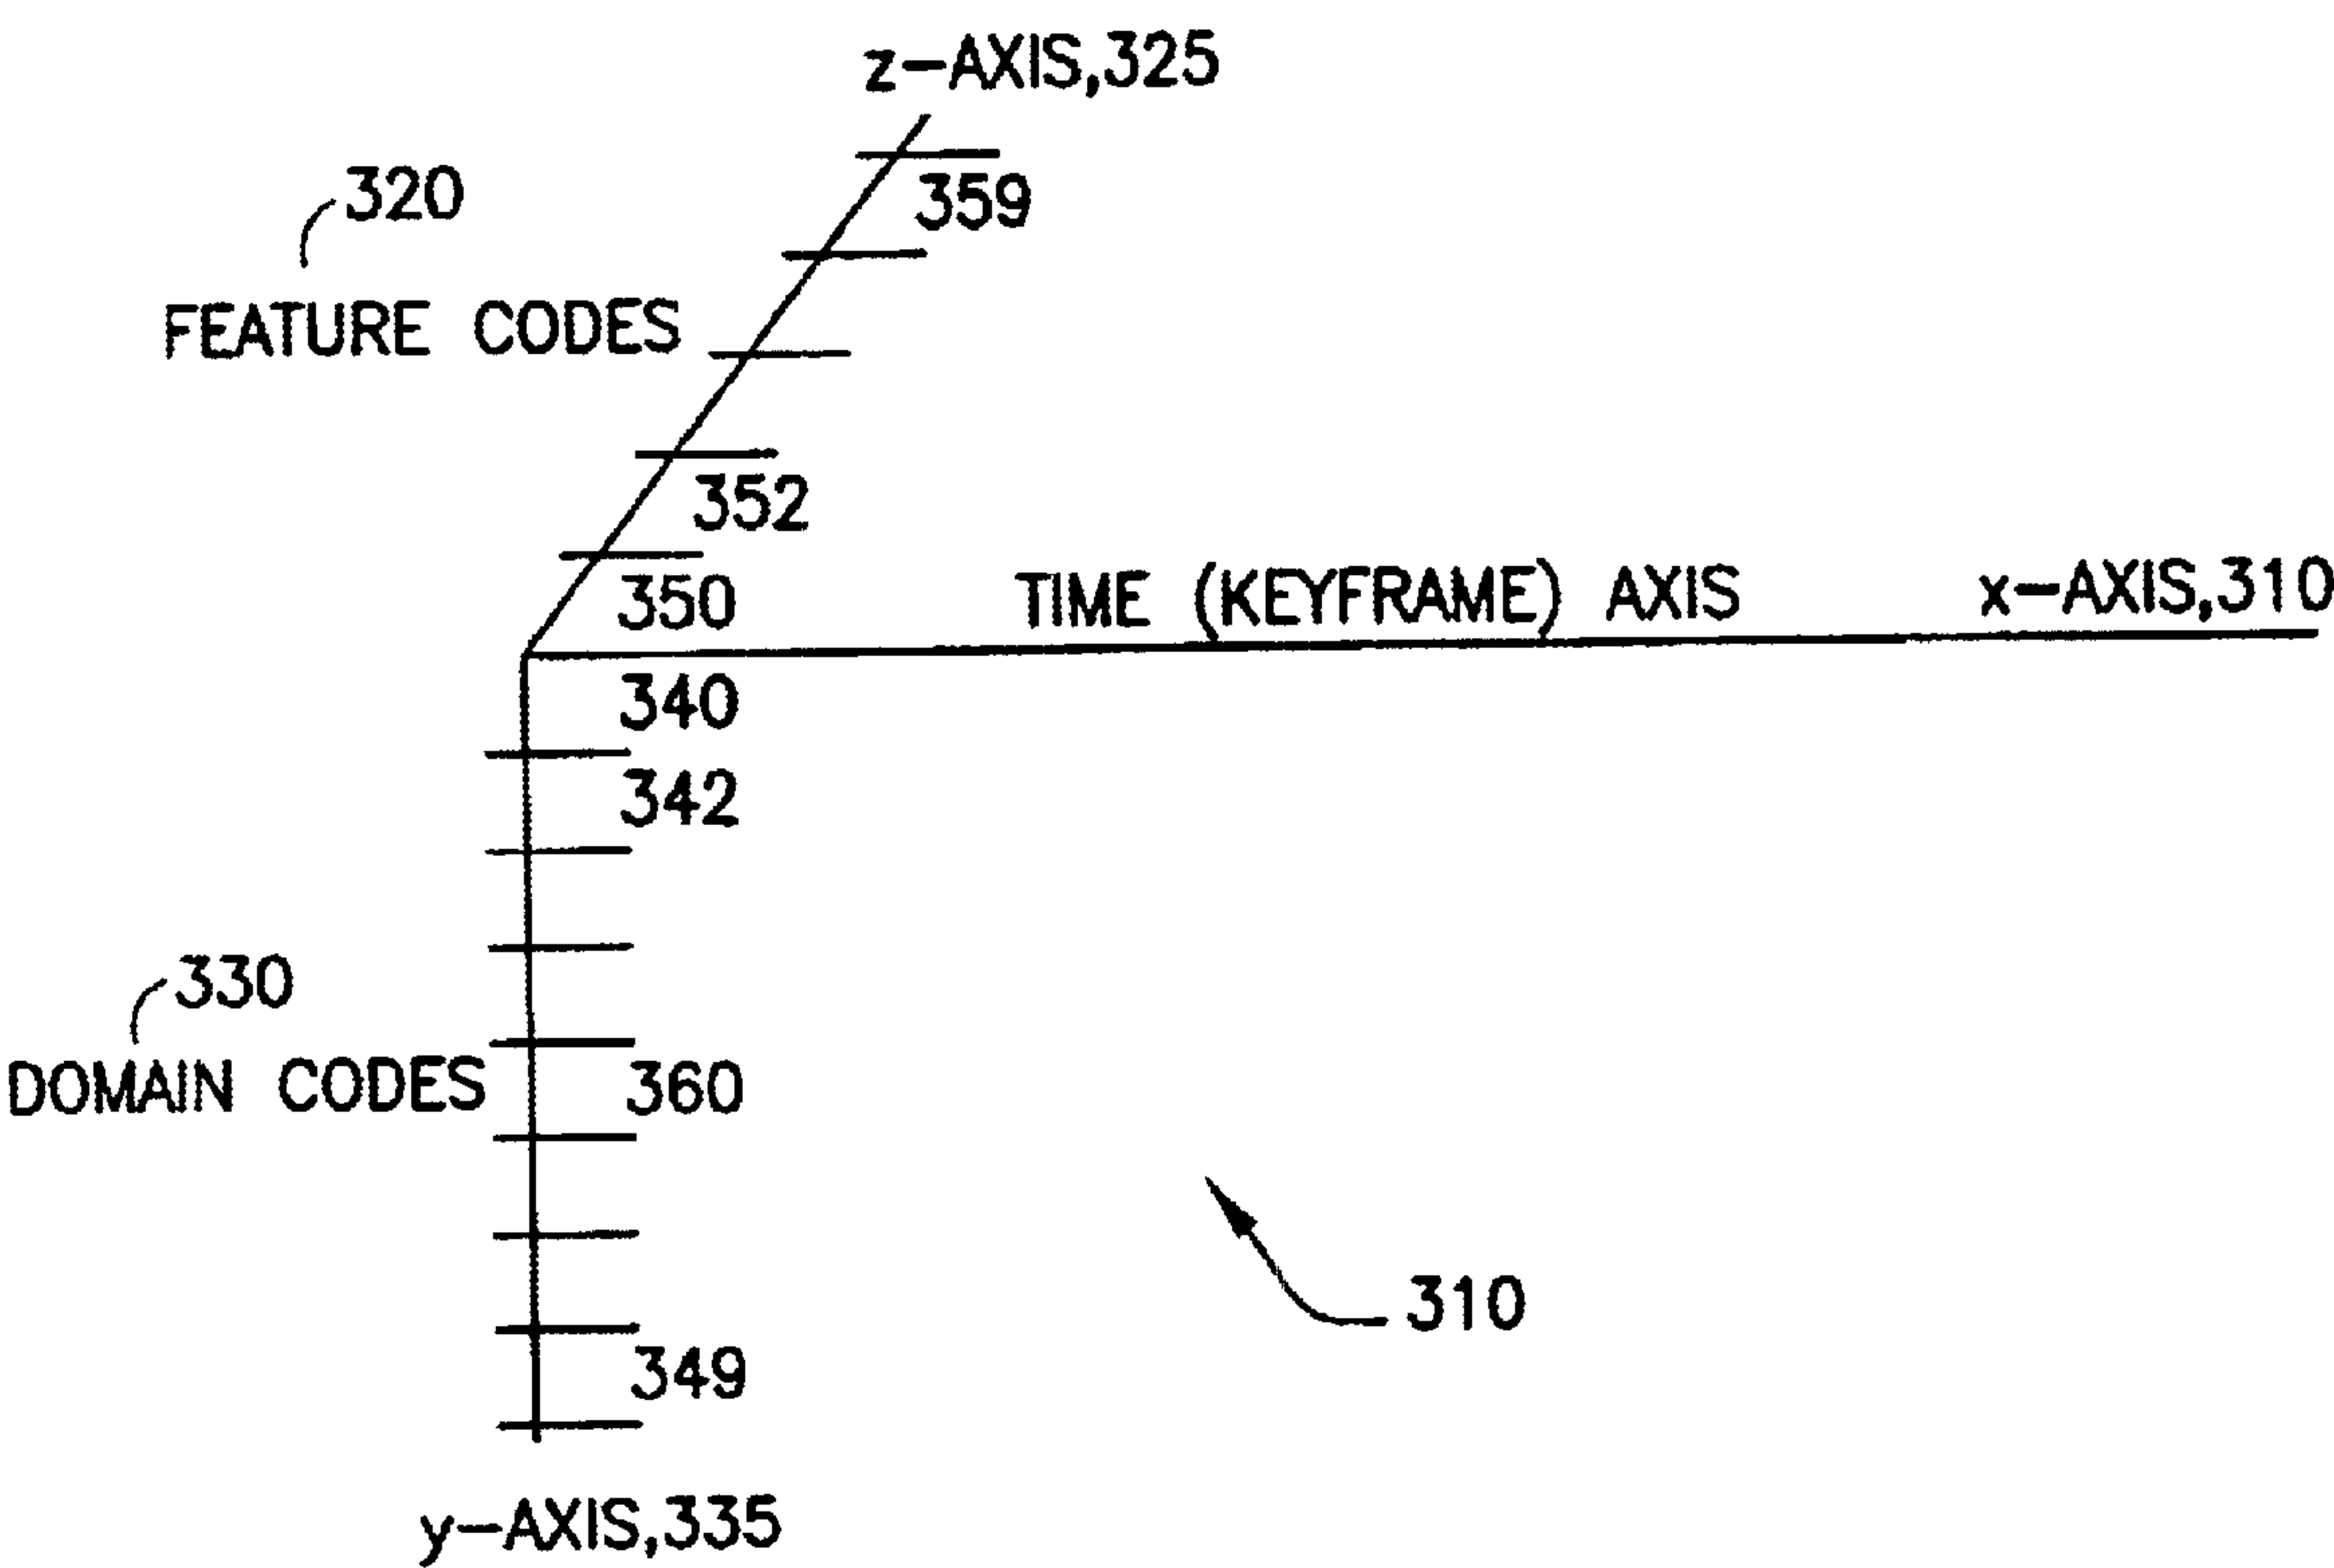 z-AXIS,325
320
359
FEATURE CODES
352
350
TIME (KEYFRAME) AXIS
x-AXIS,310
340
342
330
DOMAIN CODES
360
310
349
y-AXIS,335